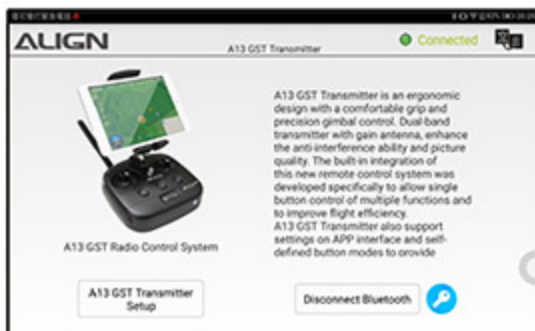 ALIGN
A13 GST Transmitter
Connected
A13 GST Transmitter is an ergonomic
design with a comfortable grip and
precision gimbal control. Dual-band
transmitter with gain antenna, enhance
the anti-interference ability and picture
quality. The built-in integration of
this new remote control system was
developed specifically to allow single
button control of multiple functions and
to improve flight efficiency.
A13 GST Transmitter also support
settings on APP interface and self-
defined button modes to provide
A13 GST Radio Control System
A13 GST Transmitter
Setup
Disconnect Bluetooth